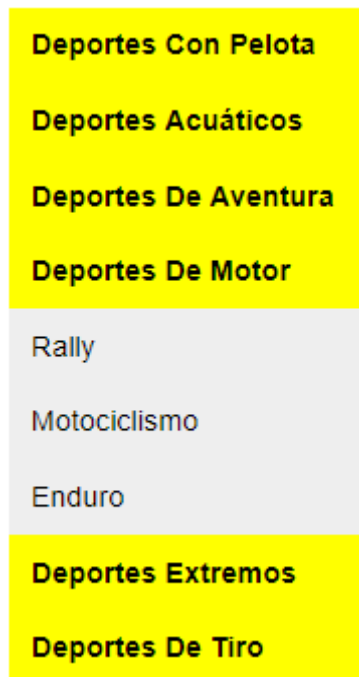 Deportes Con Pelota
Deportes Acuáticos
Deportes De Aventura
Deportes De Motor
Rally
Motociclismo
Enduro
Deportes Extremos
Deportes De Tiro